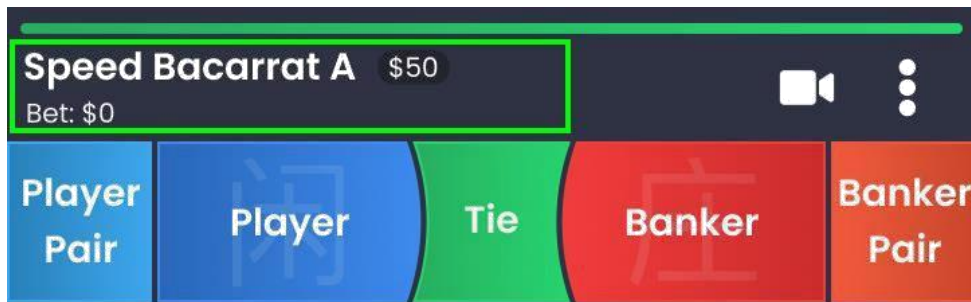 Speed Bacarrat A $50
Bet: $0
Player Pair
闲
Player
Tie
庄
Banker
Banker Pair